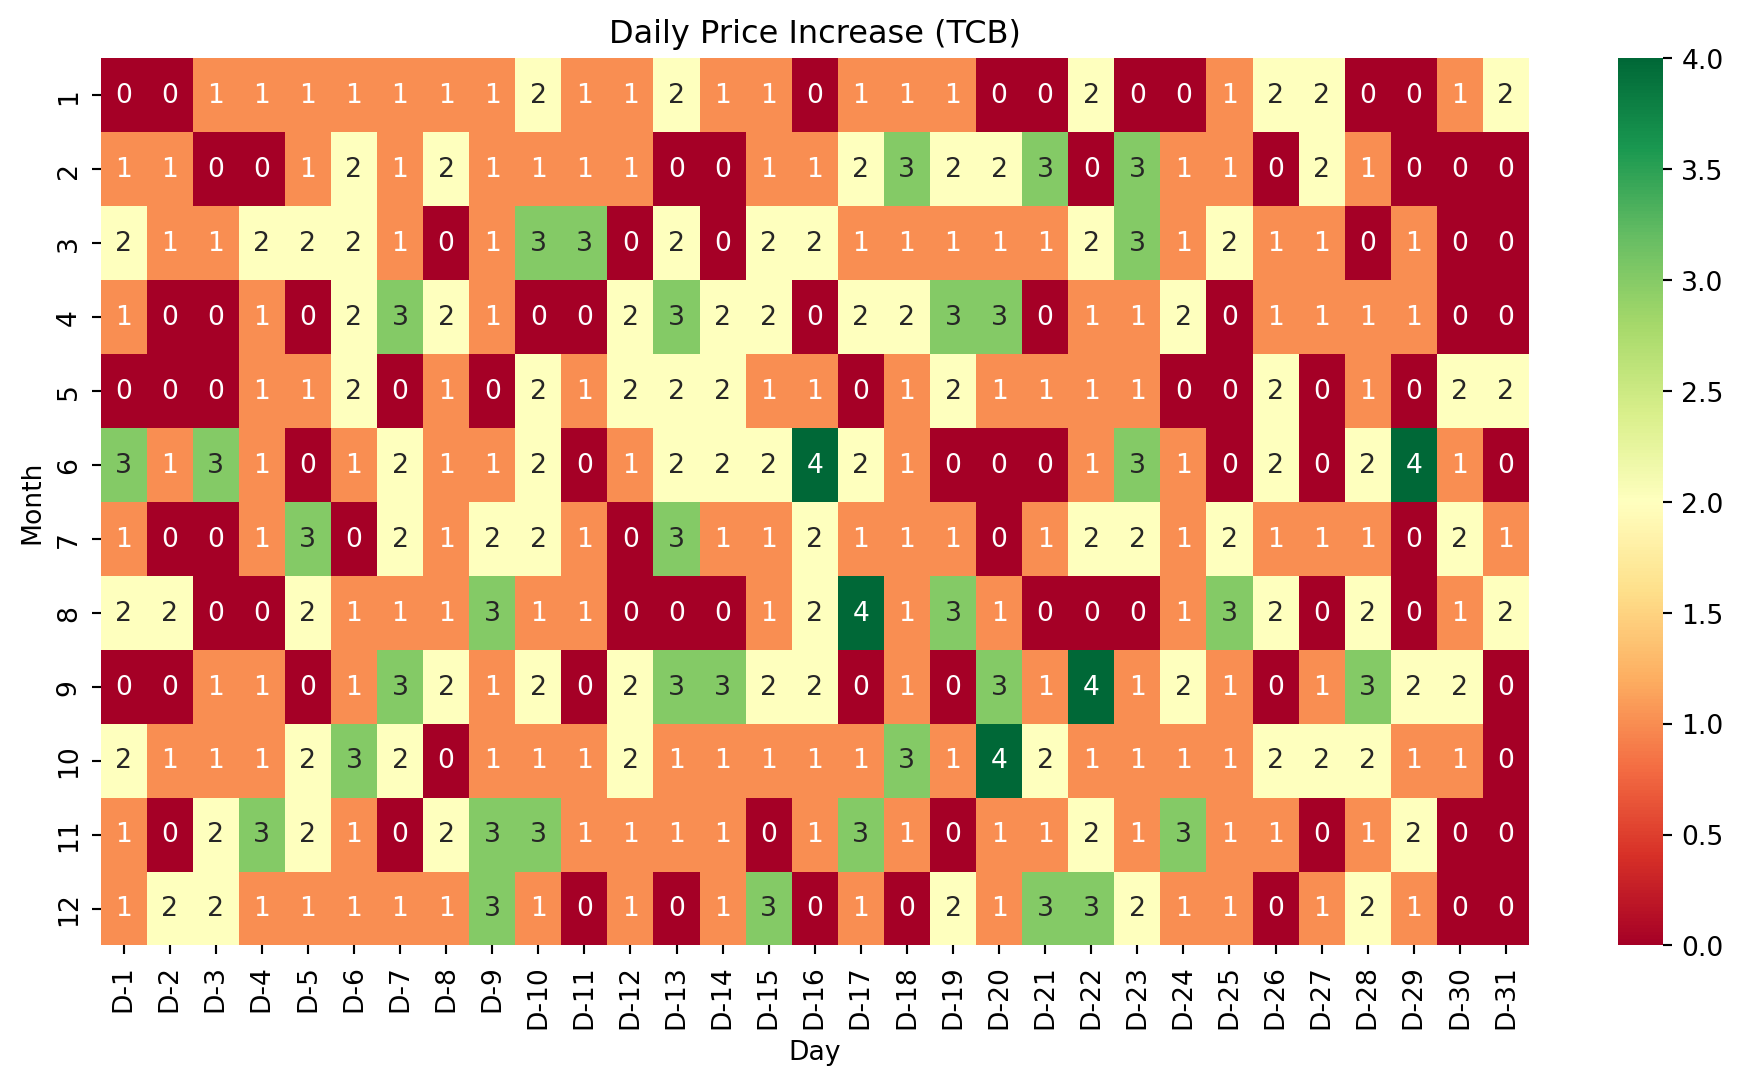 Daily Price Increase (TCB)
Month
1 0 0 1 1 1 1 1 1 1 2 1 1 2 1 1 0 1 1 1 0 0 2 0 0 1 2 2 0 0 1 2
2 1 1 0 0 1 2 1 2 1 1 1 1 0 0 1 1 2 3 2 2 3 0 3 1 1 0 2 1 0 0 0
3 2 1 1 2 2 2 1 0 1 3 3 0 2 0 2 2 1 1 1 1 1 2 3 1 2 1 1 0 1 0 0
4 1 0 0 1 0 2 3 2 1 0 0 2 3 2 2 0 2 2 3 3 0 1 1 2 0 1 1 1 1 0 0
5 0 0 0 1 1 2 0 1 0 2 1 2 2 2 1 1 0 1 2 1 1 1 1 0 0 2 0 1 0 2 2
6 3 1 3 1 0 1 2 1 1 2 0 1 2 2 2 4 2 1 0 0 0 1 3 1 0 2 0 2 4 1 0
7 1 0 0 1 3 0 2 1 2 2 1 0 3 1 1 2 1 1 1 0 1 2 2 1 2 1 1 1 0 2 1
8 2 2 0 0 2 1 1 1 3 1 1 0 0 0 1 2 4 1 3 1 0 0 0 1 3 2 0 2 0 1 2
9 0 0 1 1 0 1 3 2 1 2 0 2 3 3 2 2 0 1 0 3 1 4 1 2 1 0 1 3 2 2 0
10 2 1 1 1 2 3 2 0 1 1 1 2 1 1 1 1 1 3 1 4 2 1 1 1 1 2 2 2 1 1 0
11 1 0 2 3 2 1 0 2 3 3 1 1 1 1 0 1 3 1 0 1 1 2 1 3 1 1 0 1 2 0 0
12 1 2 2 1 1 1 1 1 3 1 0 1 0 1 3 0 1 0 2 1 3 3 2 1 1 0 1 2 1 0 0
D-1 D-2 D-3 D-4 D-5 D-6 D-7 D-8 D-9 D-10 D-11 D-12 D-13 D-14 D-15 D-16 D-17 D-18 D-19 D-20 D-21 D-22 D-23 D-24 D-25 D-26 D-27 D-28 D-29 D-30 D-31
Day
4.0
3.5
3.0
2.5
2.0
1.5
1.0
0.5
0.0